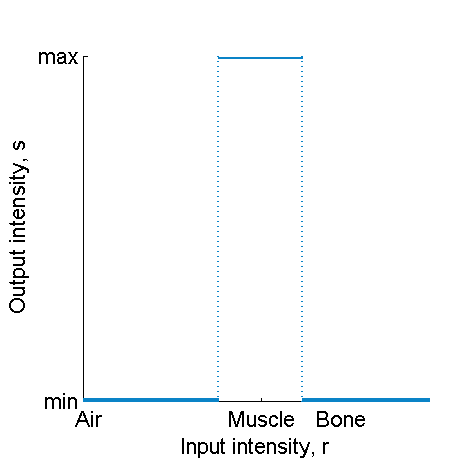 max
Output intensity, s
min
Air Muscle Bone
Input intensity, r